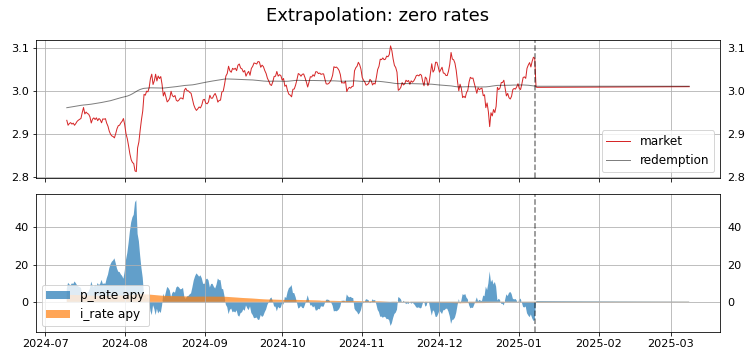 Extrapolation: zero rates
3.1 3.1
3.0 3.0
2.9 2.9
2.8 2.8
market
redemption
40 40
20 20
0 0
p_rate apy
i_rate apy
2024-07 2024-08 2024-09 2024-10 2024-11 2024-12 2025-01 2025-02 2025-03